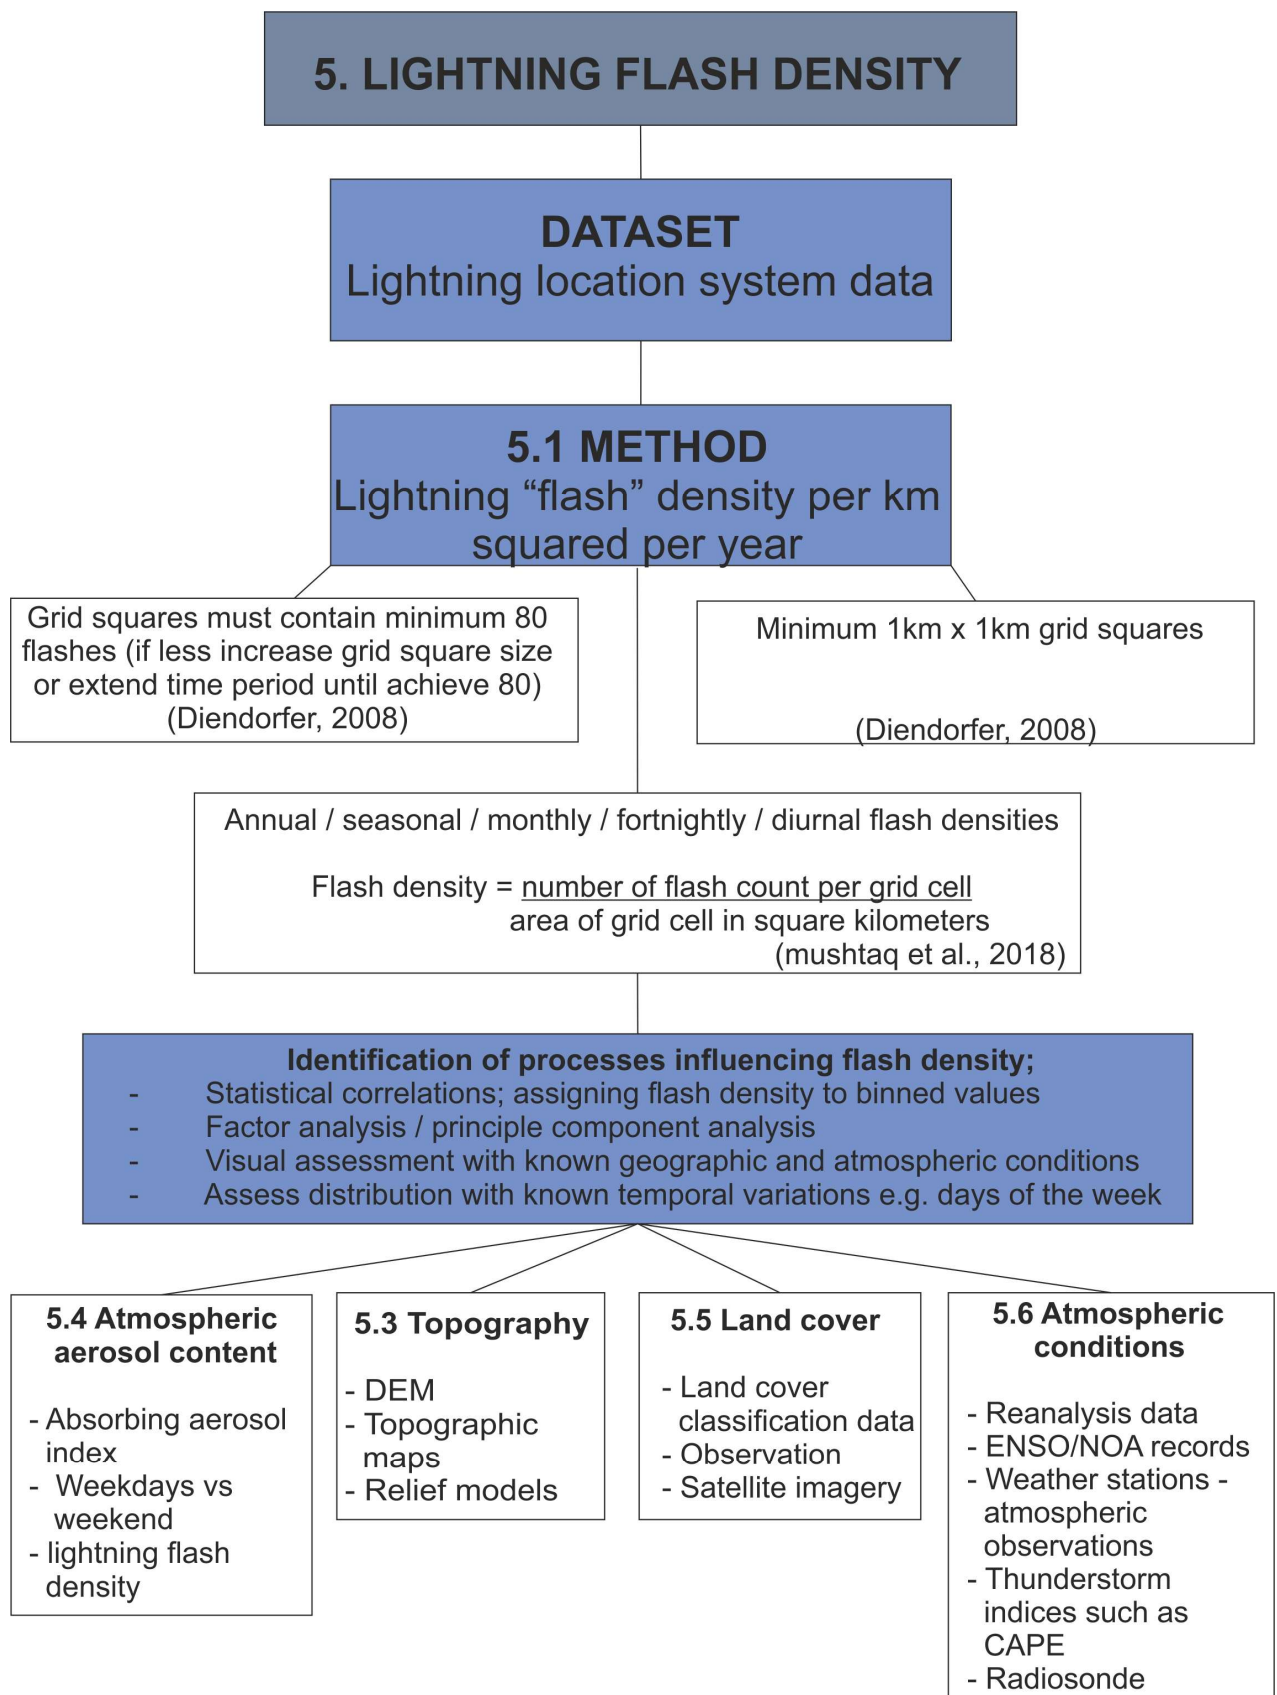 5. LIGHTNING FLASH DENSITY
DATASET
Lightning location system data
5.1 METHOD
Lightning “flash” density per km
squared per year
Grid squares must contain minimum 80
flashes (if less increase grid square size
or extend time period until achieve 80)
(Diendorfer, 2008)
Minimum 1km x 1km grid squares
(Diendorfer, 2008)
Annual / seasonal / monthly / fortnightly / diurnal flash densities
Flash density = number of flash count per grid cell
area of grid cell in square kilometers
(mushtaq et al., 2018)
Identification of processes influencing flash density;
- Statistical correlations; assigning flash density to binned values
- Factor analysis / principle component analysis
- Visual assessment with known geographic and atmospheric conditions
- Assess distribution with known temporal variations e.g. days of the week
5.4 Atmospheric
aerosol content
- Absorbing aerosol
index
- Weekdays vs
weekend
- lightning flash
density
5.3 Topography
- DEM
- Topographic
maps
- Relief models
5.5 Land cover
- Land cover
classification data
- Observation
- Satellite imagery
5.6 Atmospheric
conditions
- Reanalysis data
- ENSO/NOA records
- Weather stations -
atmospheric
observations
- Thunderstorm
indices such as
CAPE
- Radiosonde